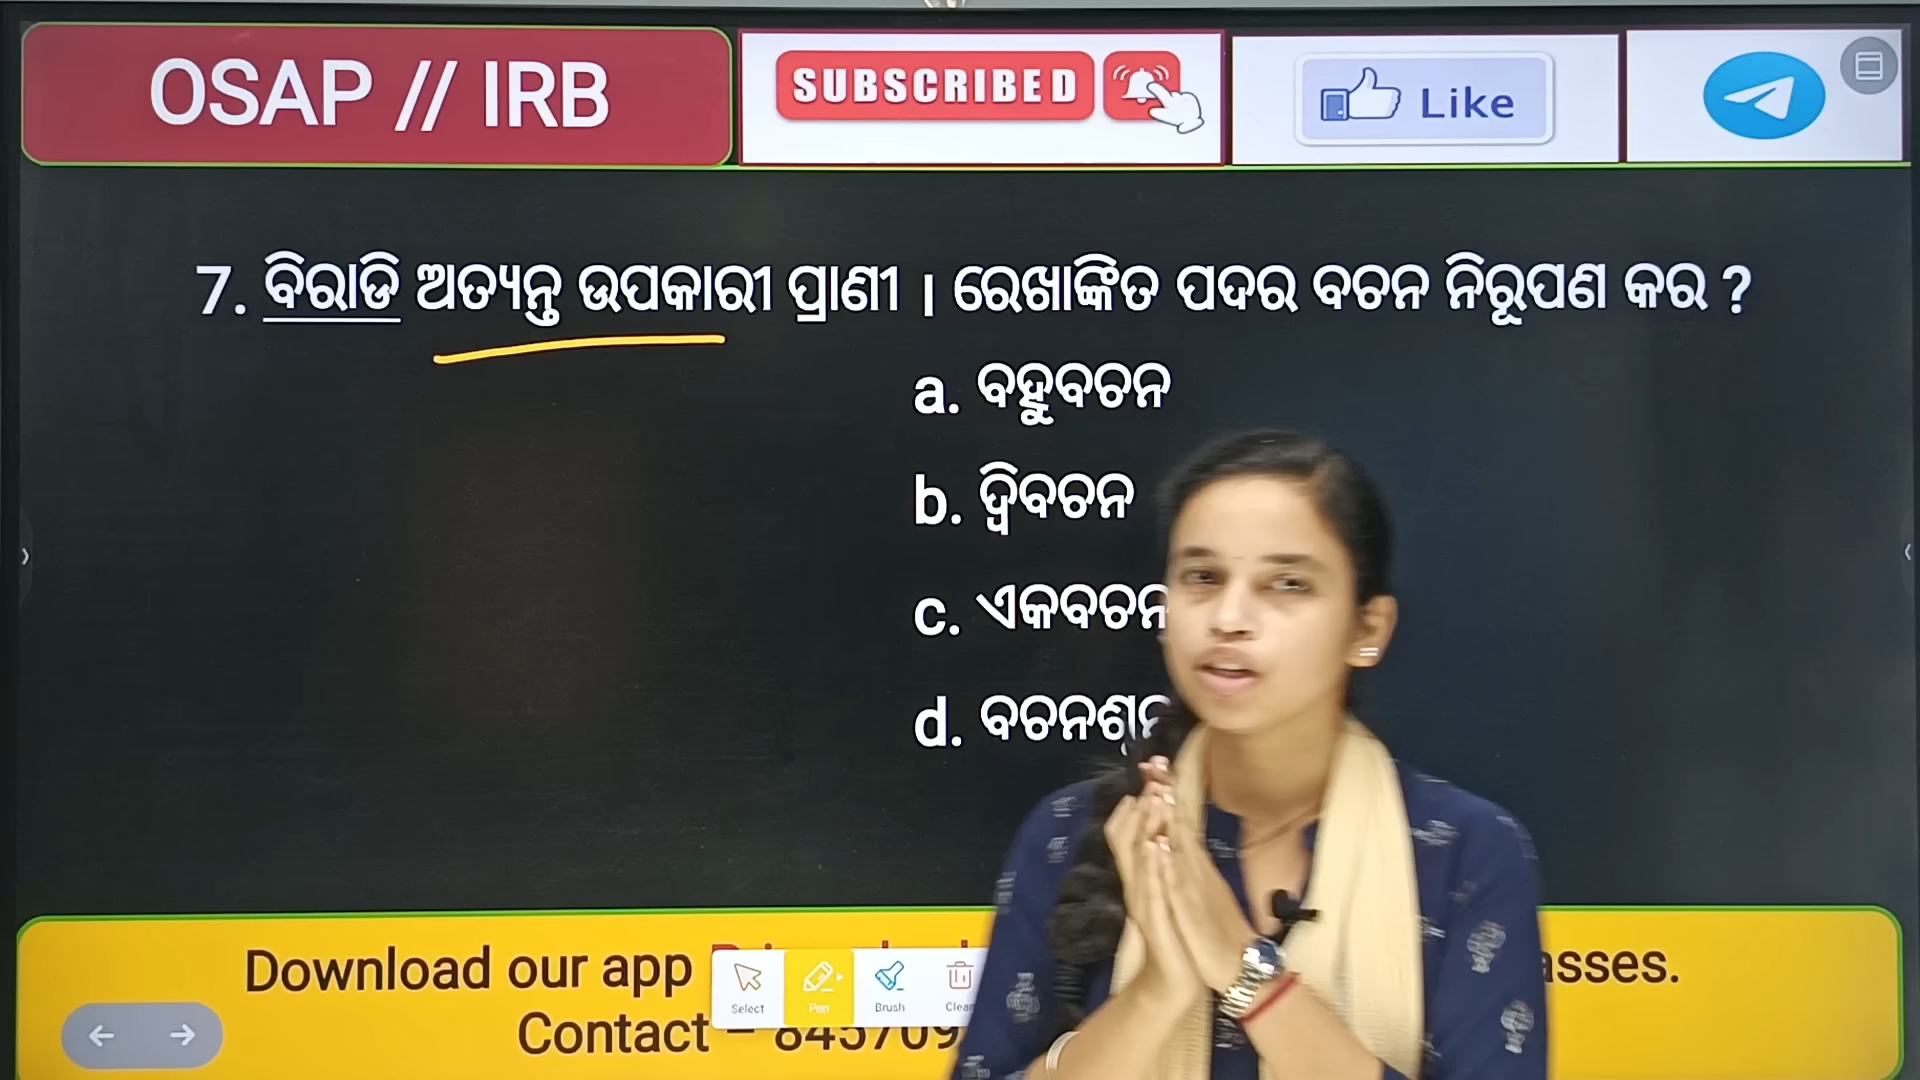 OSAP // IRB
SUBSCRIBED
Like
7. ବିରାଡି ଅତ୍ୟନ୍ତ ଉପକାରୀ ପ୍ରାଣୀ । ରେଖାଙ୍କିତ ପଦର ବଚନ ନିରୂପଣ କର ?
a. ବହୁବଚନ
b. ଦ୍ୱିବଚନ
c. ଏକବଚନ
d.
Download our app
Select Pen Brush Clear
Contact –